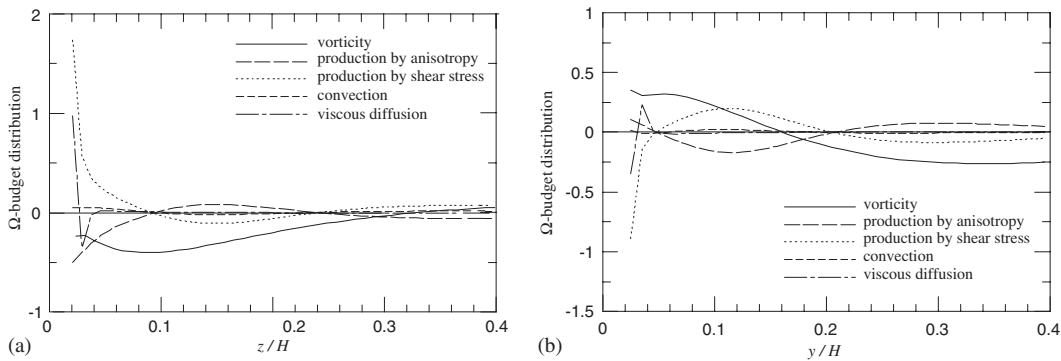 2
1
0
-1
Ω-budget distribution
vorticity
production by anisotropy
production by shear stress
convection
viscous diffusion
0
0.1
0.2
0.3
0.4
(a)
z / H
1
0.5
0
-0.5
-1
-1.5
Ω-budget distribution
vorticity
production by anisotropy
production by shear stress
convection
viscous diffusion
0
0.1
0.2
0.3
0.4
(b)
y / H